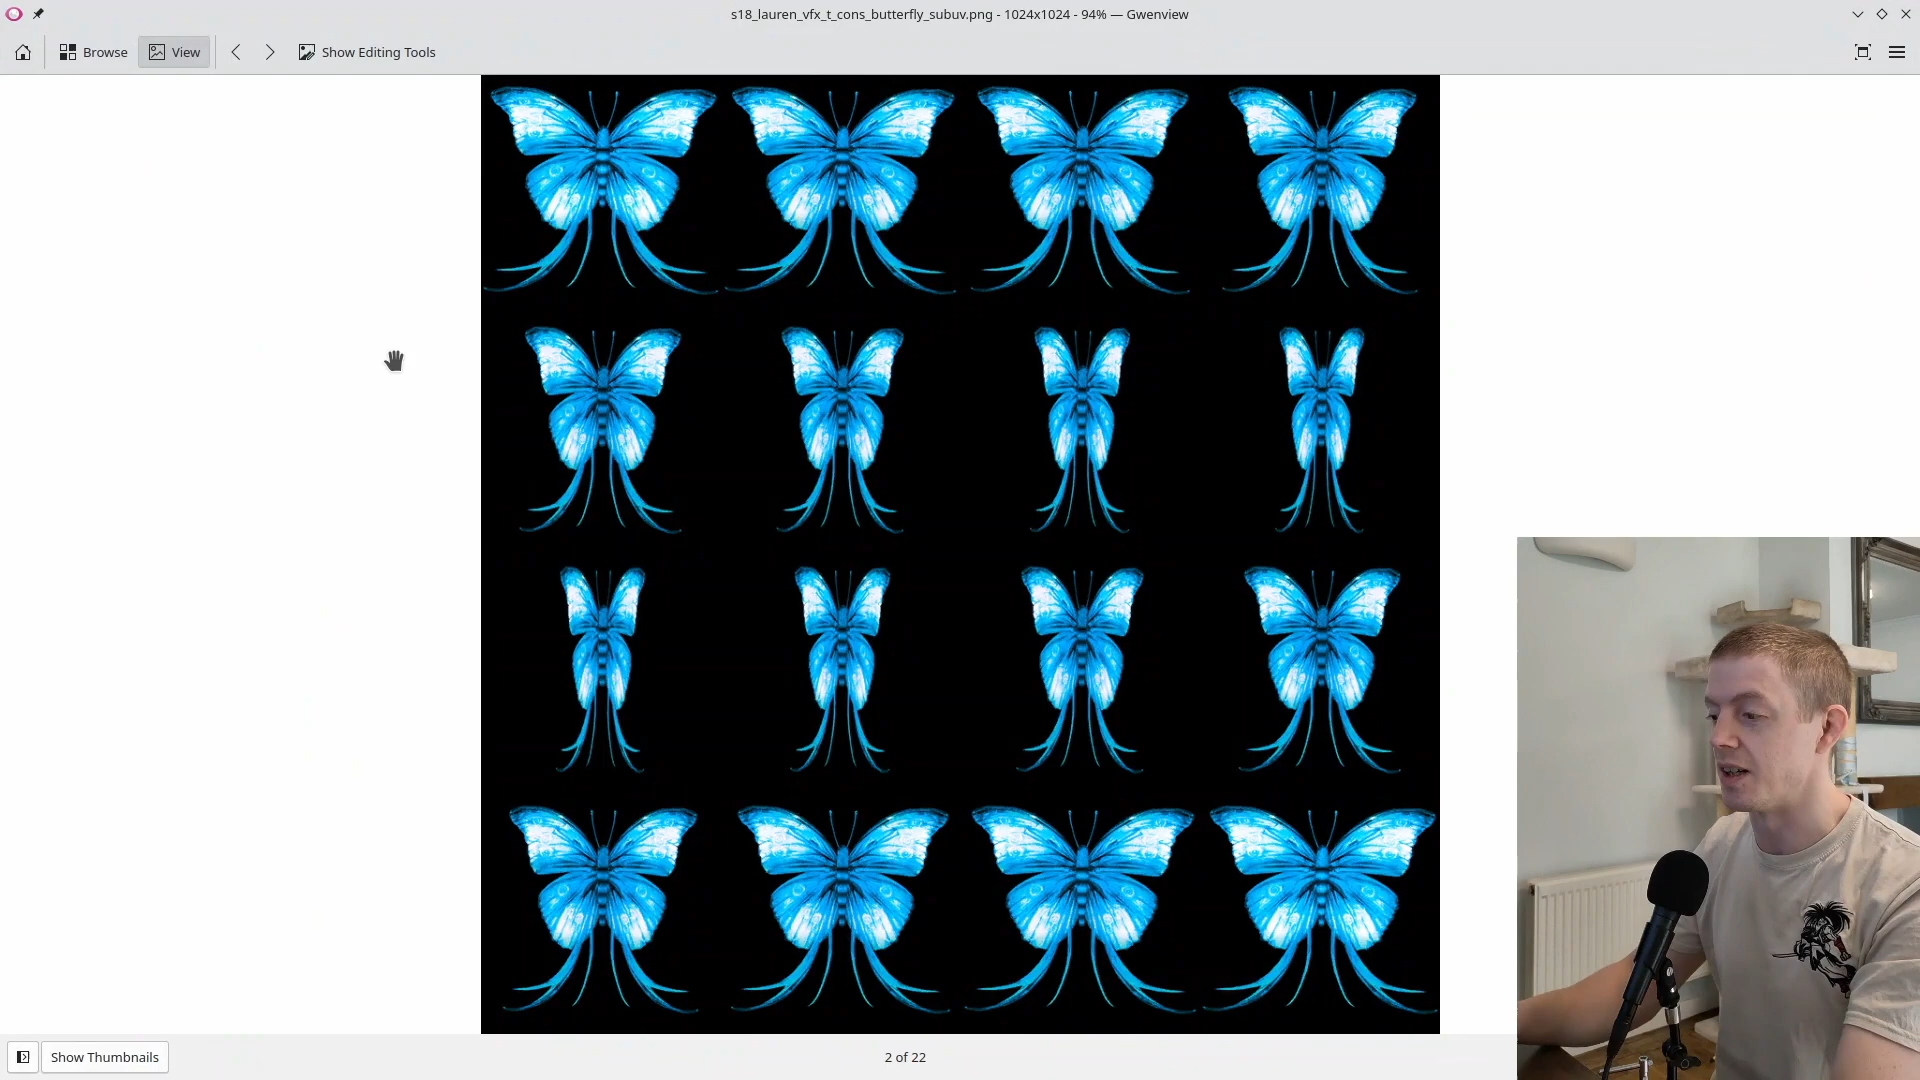 s18_lauren_vfx_t_cons_butterfly_subuv.png - 1024x1024 - 94% — Gwenview
Browse
View
Show Editing Tools
Show Thumbnails
2 of 22